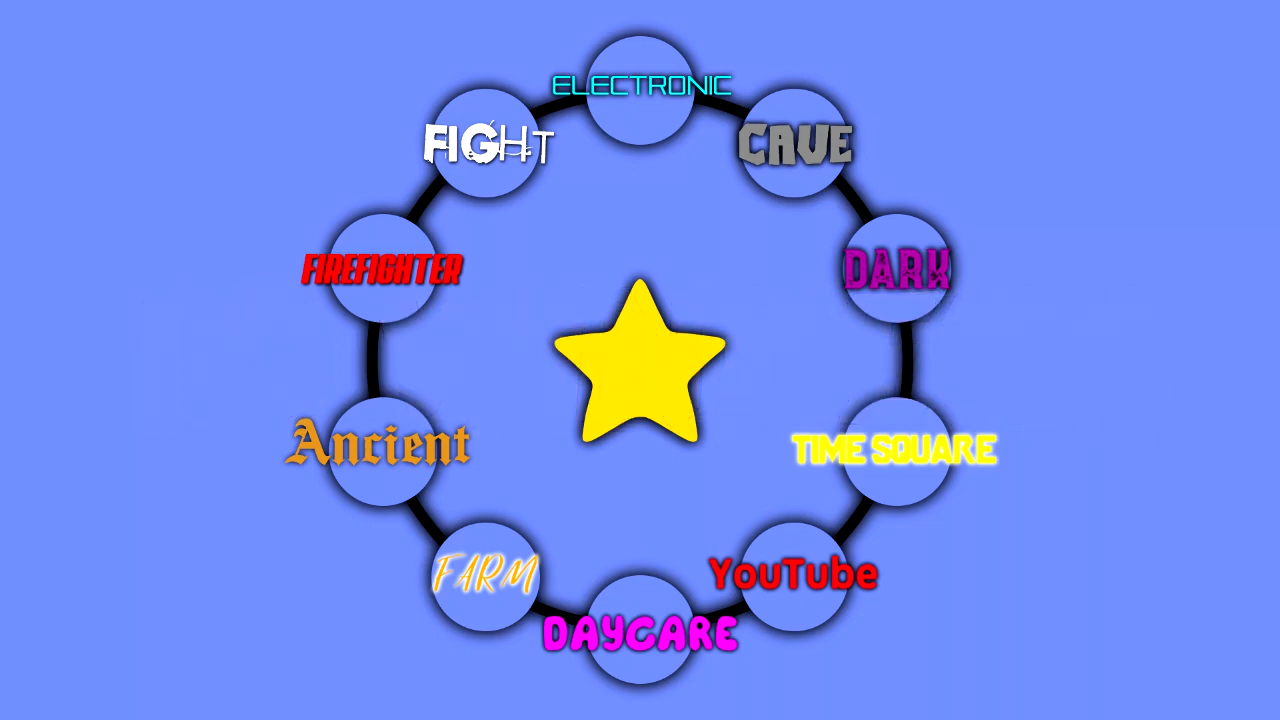 ELECTRONIC
FIGHT
CAVE
FIREFIGHTER
DARK
Ancient
TIME SQUARE
FARM
YouTube
DAYCARE